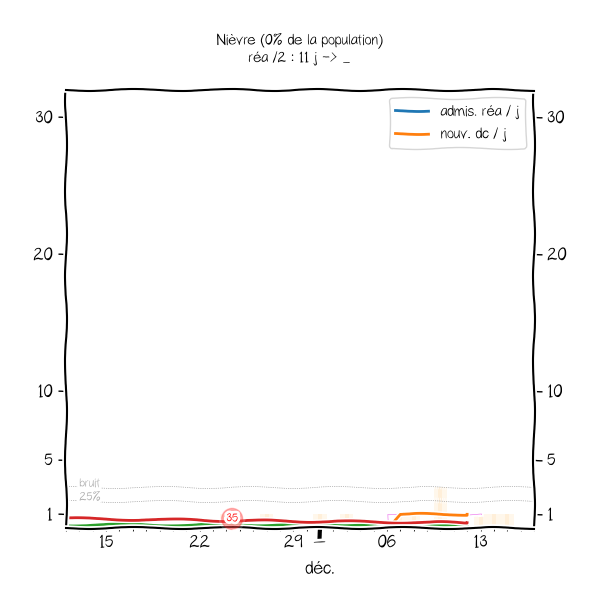 Nièvre (0% de la population)
réa /2 : 11 j -> _
admis. réa / j
nouv. dc / j
30
30
20
20
10
10
5
5
bruit
25%
1
35
1
15
22
29
06
13
déc.